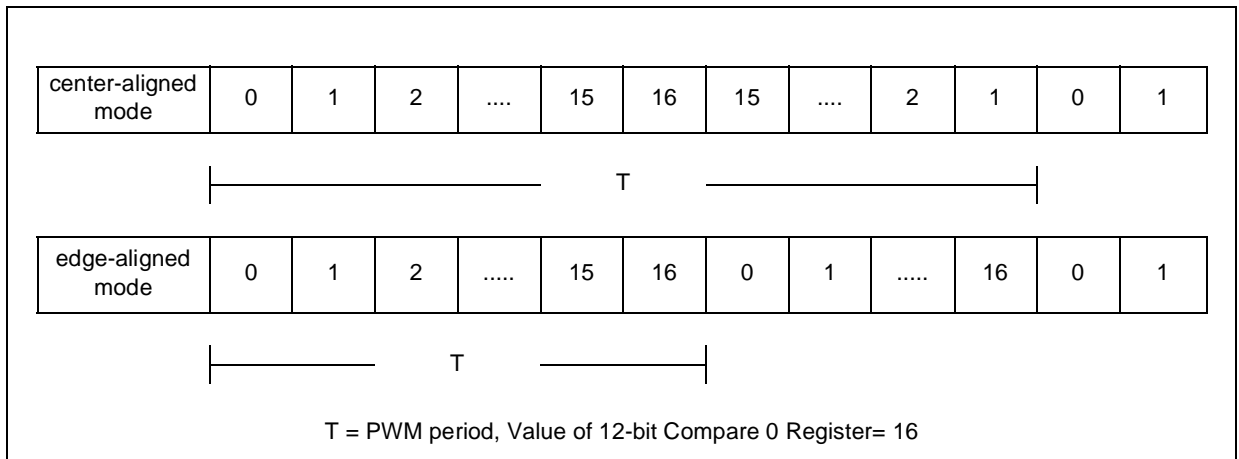 center-aligned mode 0 1 2 .... 15 16 15 .... 2 1 0 1
T
edge-aligned mode 0 1 2 ..... 15 16 0 1 ..... 16 0 1
T
T = PWM period, Value of 12-bit Compare 0 Register= 16